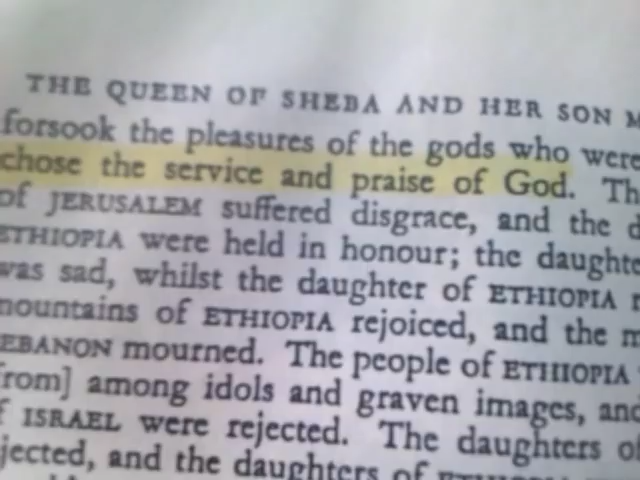 THE QUEEN OF SHEBA AND HER SON M
forsook the pleasures of the gods who were
chose the service and praise of God. Th
of JERUSALEM suffered disgrace, and the d
ETHIOPIA were held in honour; the daughte
was sad, whilst the daughter of ETHIOPIA
mountains of ETHIOPIA rejoiced, and the m
EBANON mourned. The people of ETHIOPIA
from] among idols and graven images, and
f ISRAEL were rejected. The daughters of
jected, and the daughters of